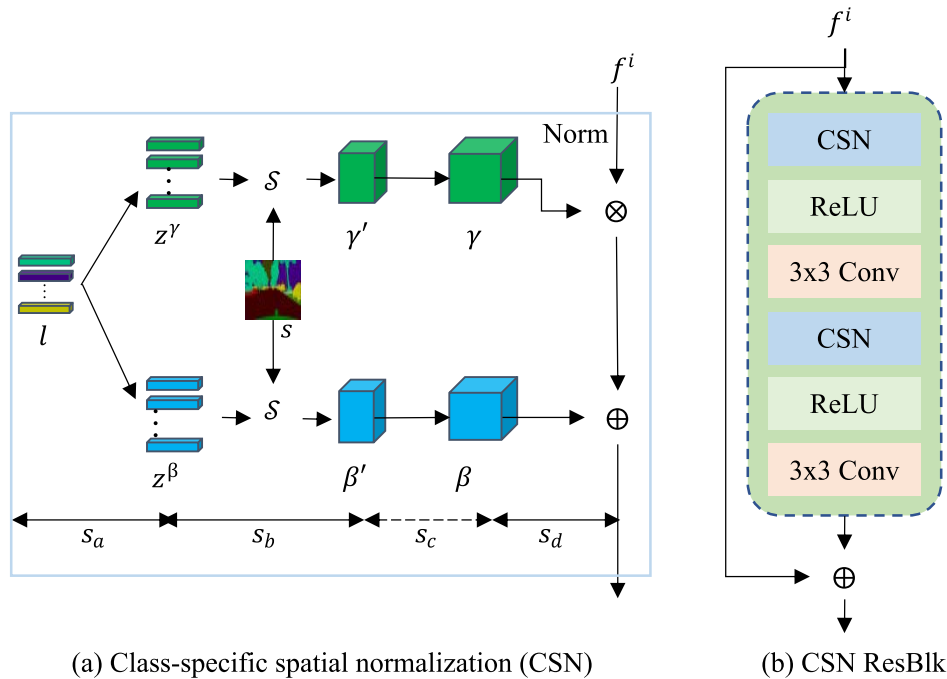 f^i
Norm
𝒮
⊗
z^γ
γ′
γ
l
s
𝒮
⊕
z^β
β′
β
s_a
s_b
s_c
s_d
(a) Class-specific spatial normalization (CSN)
f^i
CSN
ReLU
3x3 Conv
CSN
ReLU
3x3 Conv
⊕
(b) CSN ResBlk